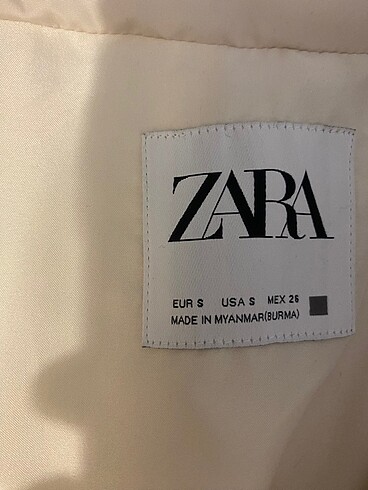 ZARA
EUR S USA S MEX 26
MADE IN MYANMAR(BURMA)